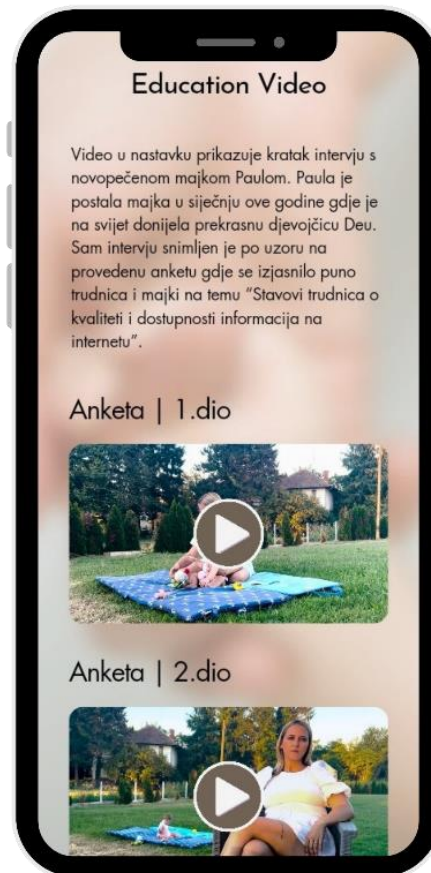 Education Video
Video u nastavku prikazuje kratak intervju s
novopečenom majkom Paulom. Paula je
postala majka u siječnju ove godine gdje je
na svijet donijela prekrasnu djevojčicu Deu.
Sam intervju snimljen je po uzoru na
provedenu anketu gdje se izjasnilo puno
trudnica i majki na temu “Stavovi trudnica o
kvaliteti i dostupnosti informacija na
internetu”.
Anketa | 1.dio
Anketa | 2.dio